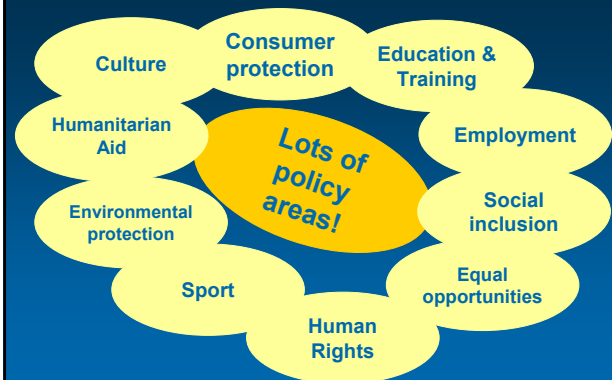 Culture
Consumer
protection
Education &
Training
Humanitarian
Aid
Lots of
policy
areas!
Employment
Environmental
protection
Social
inclusion
Sport
Equal
opportunities
Human
Rights